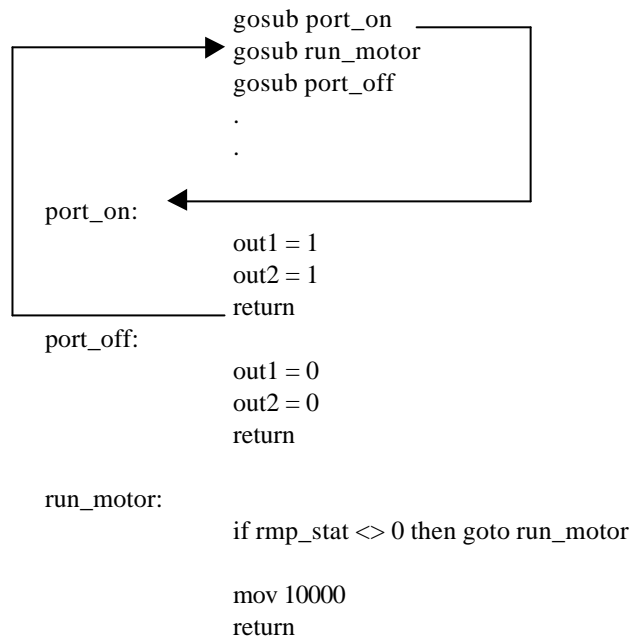 gosub port_on
gosub run_motor
gosub port_off
.
.
port_on:
out1 = 1
out2 = 1
return
port_off:
out1 = 0
out2 = 0
return
run_motor:
if rmp_stat <> 0 then goto run_motor
mov 10000
return